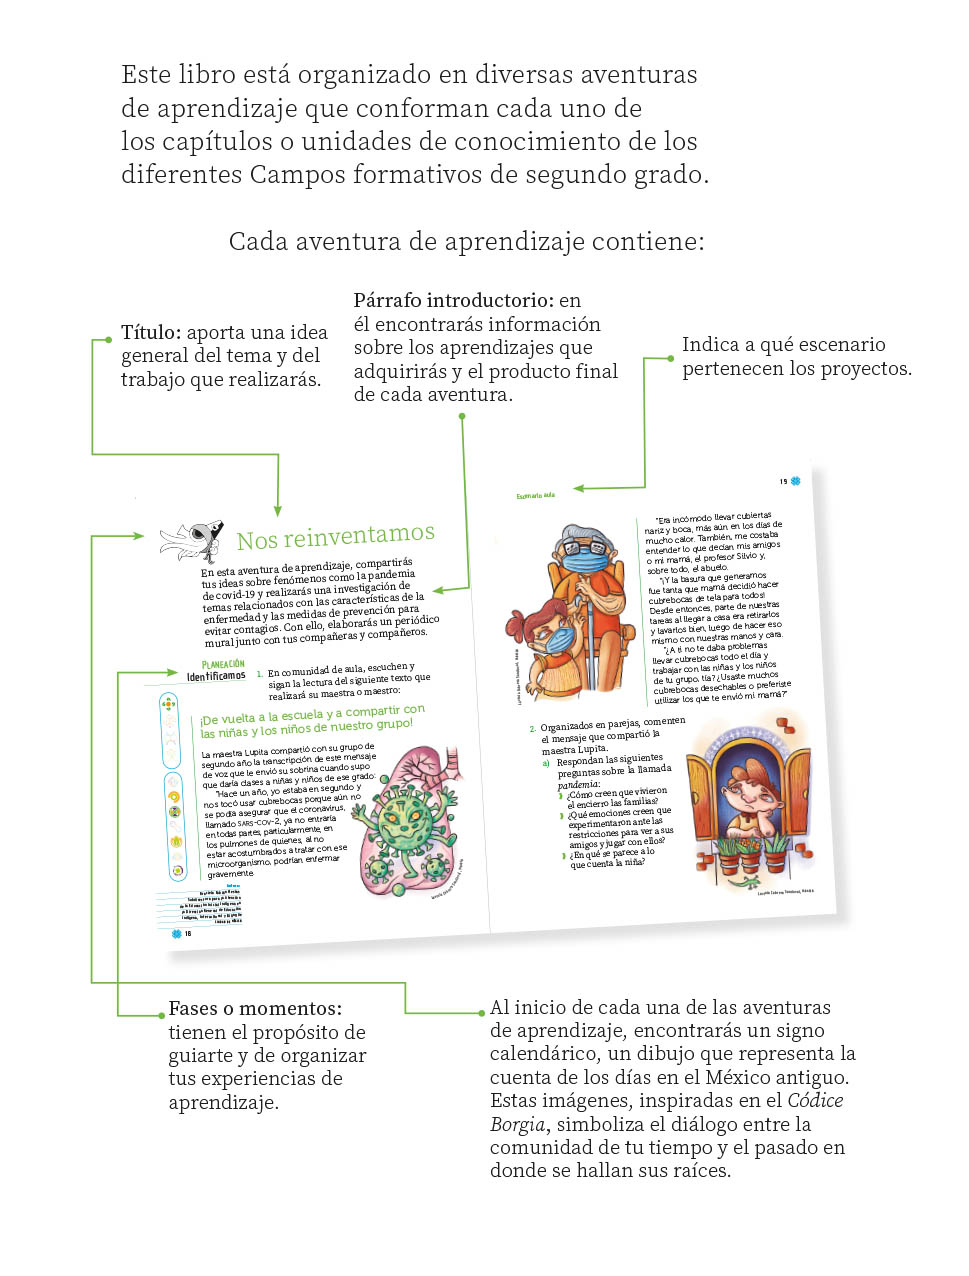 Este libro está organizado en diversas aventuras
de aprendizaje que conforman cada uno de
los capítulos o unidades de conocimiento de los
diferentes Campos formativos de segundo grado.
Cada aventura de aprendizaje contiene:
Título: aporta una idea
general del tema y del
trabajo que realizarás.
Párrafo introductorio: en
él encontrarás información
sobre los aprendizajes que
adquirirás y el producto final
de cada aventura.
Indica a qué escenario
pertenecen los proyectos.
Nos reinventamos
En esta aventura de aprendizaje, compartirás
tus ideas sobre fenómenos como la pandemia
de covid-19 y realizarás una investigación de
temas relacionados con las características de la
enfermedad y las medidas de prevención para
evitar contagios. Con ello, elaborarás un periódico
mural junto con tus compañeras y compañeros.
PLANEACIÓN
Identificamos
1. En comunidad de aula, escuchen y
sigan la lectura del siguiente texto que
realizará su maestra o maestro:
¡De vuelta a la escuela y a compartir con
las niñas y los niños de nuestro grupo!
La maestra Lupita compartió con su grupo de
segundo año la transcripción de este mensaje
de voz que le envió su sobrina cuando supo
que daría clases a niñas y niños de ese grado:
"Hace un año, yo estaba en segundo y
nos tocó usar cubrebocas porque aún no
se podía asegurar que el coronavirus,
llamado SARS-COV-2, ya no entraría
en todas partes, particularmente, en
los pulmones de quienes, al no
estar acostumbrados a tratar con ese
microorganismo, podrían enfermar
gravemente.
18
Escenario aula
19
"Era incómodo llevar cubiertas
nariz y boca, más aún en los días de
mucho calor. También, me costaba
entender lo que decían mis amigos
o mi mamá, el profesor Silvio y,
sobre todo, el abuelo.
"¡Y la basura que generamos
fue tanta que mamá decidió hacer
cubrebocas de tela para todos!
Desde entonces, parte de nuestras
tareas al llegar a casa era retirarlos
y lavarlos bien, luego de hacer eso
mismo con nuestras manos y cara.
"¿A ti no te daba problemas
llevar cubrebocas todo el día y
trabajar con las niñas y los niños
de tu grupo, tía? ¿Usaste muchos
cubrebocas desechables o preferiste
utilizar los que te envió mi mamá?"
2. Organizados en parejas, comenten
el mensaje que compartió la
maestra Lupita.
a) Respondan las siguientes
preguntas sobre la llamada
pandemia:
¿Cómo creen que vivieron
el encierro las familias?
¿Qué emociones creen que
experimentaron ante las
restricciones para ver a sus
amigos y jugar con ellos?
¿En qué se parece a lo
que cuenta la niña?
Fases o momentos:
tienen el propósito de
guiarte y de organizar
tus experiencias de
aprendizaje.
Al inicio de cada una de las aventuras
de aprendizaje, encontrarás un signo
calendárico, un dibujo que representa la
cuenta de los días en el México antiguo.
Estas imágenes, inspiradas en el Códice
Borgia, simboliza el diálogo entre la
comunidad de tu tiempo y el pasado en
donde se hallan sus raíces.